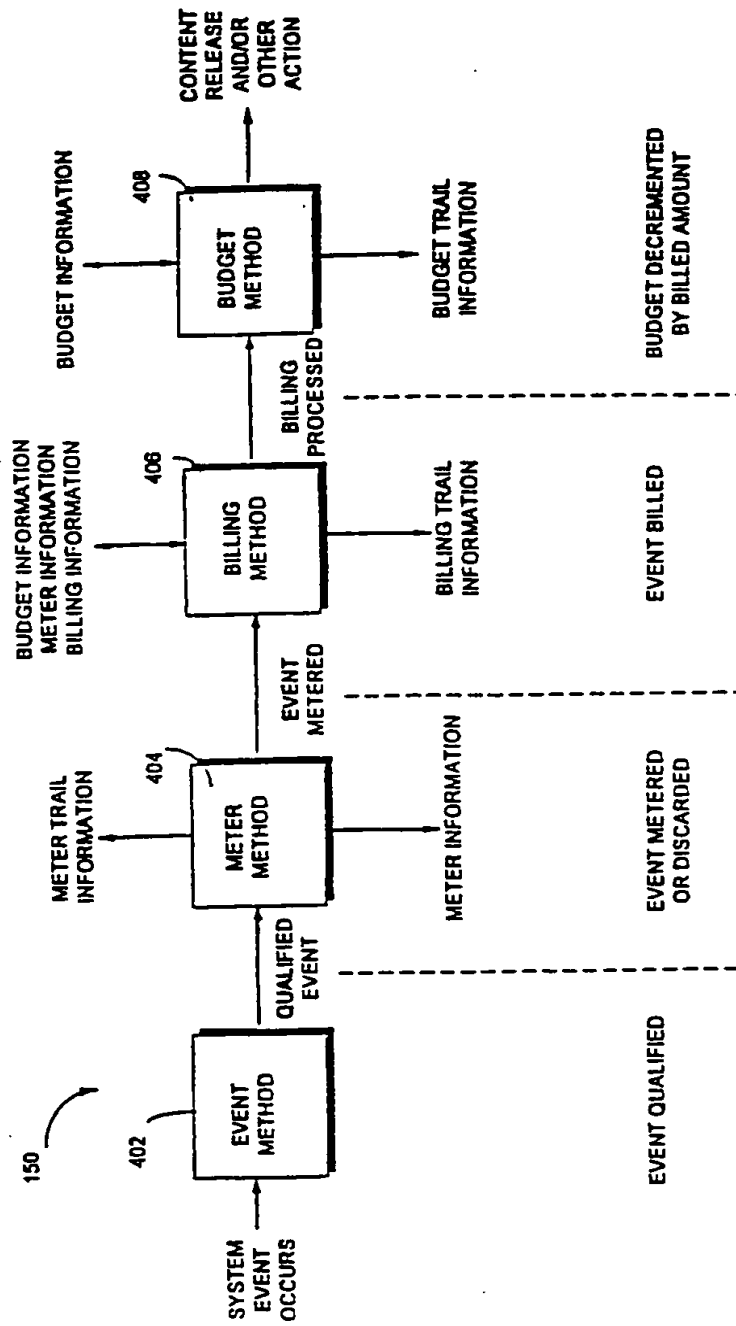 150
SYSTEM
EVENT
OCCURS
402
EVENT
METHOD
QUALIFIED
EVENT
METER TRAIL
INFORMATION
404
METER
METHOD
METER INFORMATION
EVENT
METERED
BUDGET INFORMATION
METER INFORMATION
BILLING INFORMATION
406
BILLING
METHOD
BILLING TRAIL
INFORMATION
BILLING
PROCESSED
BUDGET INFORMATION
408
BUDGET
METHOD
BUDGET TRAIL
INFORMATION
CONTENT
RELEASE
AND/OR
OTHER
ACTION
EVENT QUALIFIED
EVENT METERED
OR DISCARDED
EVENT BILLED
BUDGET DECREMENTED
BY BILLED AMOUNT